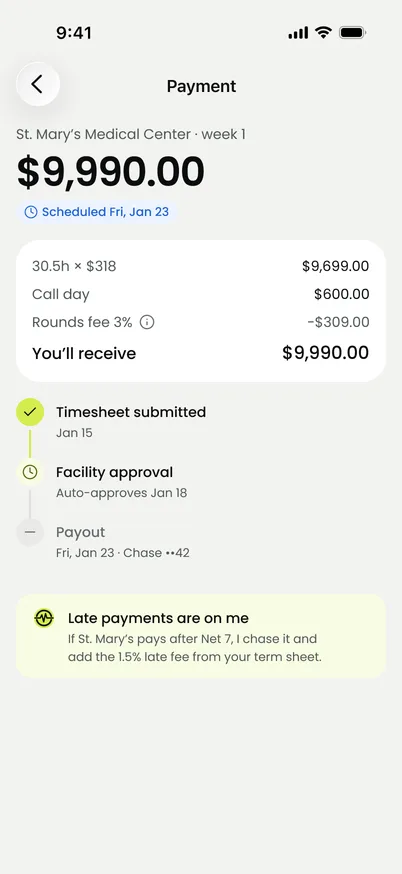 9:41
Payment
St. Mary's Medical Center · week 1
$9,990.00
Scheduled Fri, Jan 23
30.5h × $318 $9,699.00
Call day $600.00
Rounds fee 3% -$309.00
You'll receive $9,990.00
Timesheet submitted
Jan 15
Facility approval
Auto-approves Jan 18
Payout
Fri, Jan 23 · Chase ••42
Late payments are on me
If St. Mary's pays after Net 7, I chase it and
add the 1.5% late fee from your term sheet.